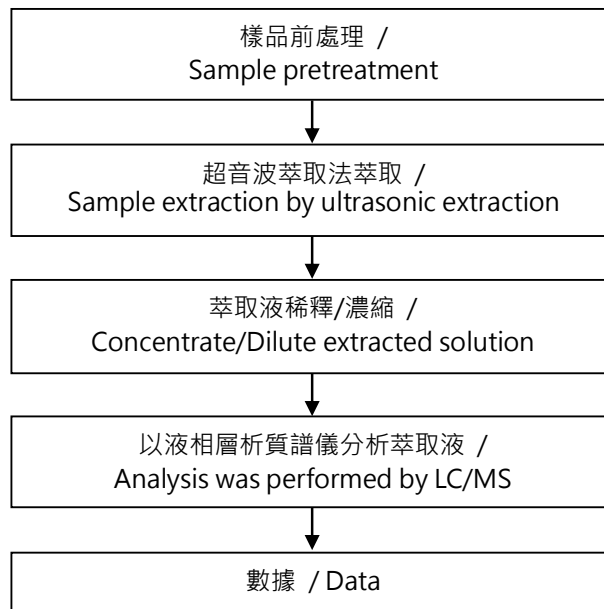 樣品前處理 /
Sample pretreatment
超音波萃取法萃取 /
Sample extraction by ultrasonic extraction
萃取液稀釋/濃縮 /
Concentrate/Dilute extracted solution
以液相層析質譜儀分析萃取液 /
Analysis was performed by LC/MS
數據 / Data